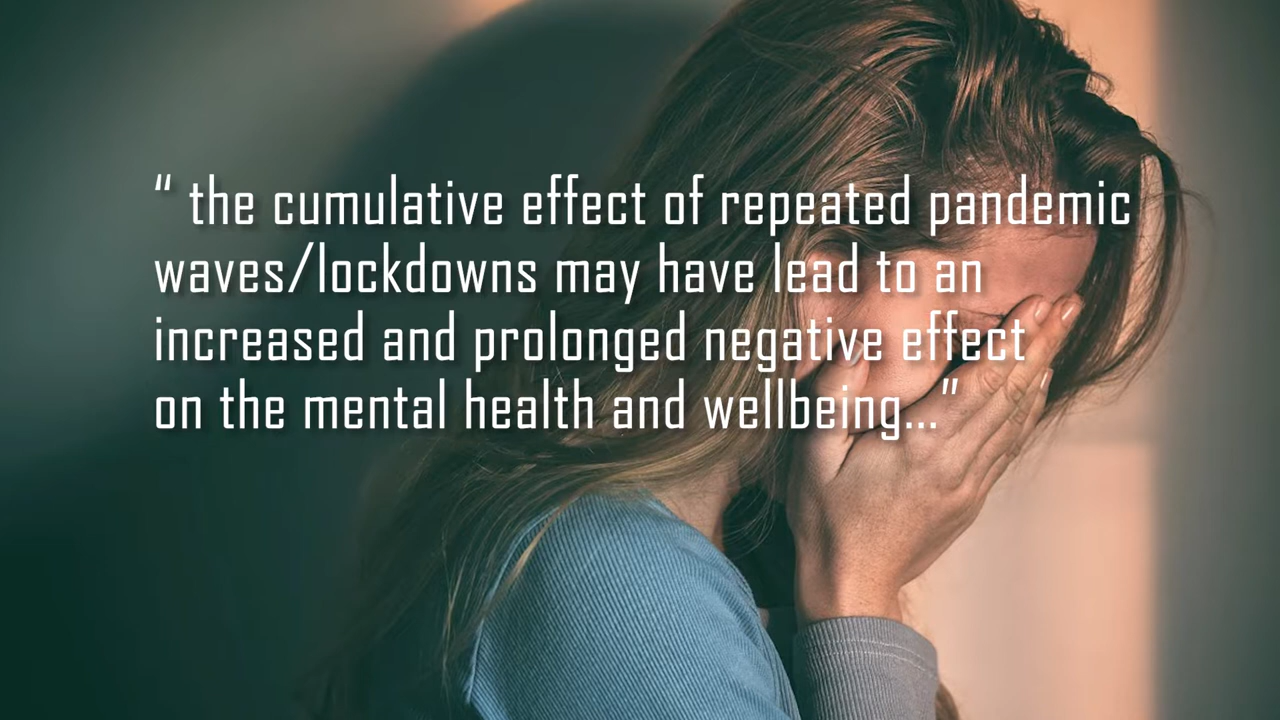 “ the cumulative effect of repeated pandemic
waves/lockdowns may have lead to an
increased and prolonged negative effect
on the mental health and wellbeing...”